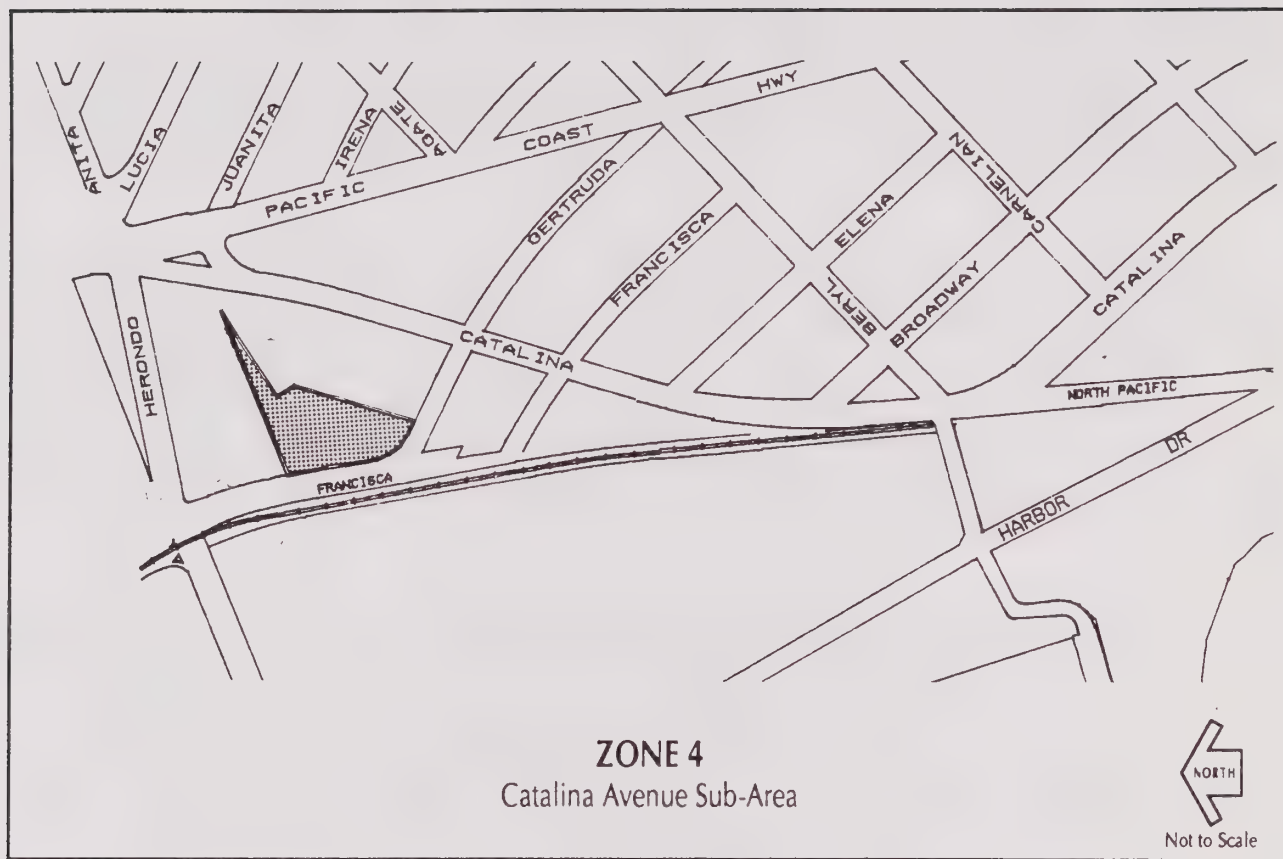 ANITA
LUCIA
JUANITA
IRENA
AGATE
PACIFIC
COAST
HWY
GERTRUDA
FRANCISCA
ELENA
CARNELIAN
CATALINA
BERYL
BROADWAY
CATALINA
HERONDO
NORTH PACIFIC
FRANCISCA
HARBOR
DR
ZONE 4
Catalina Avenue Sub-Area
NORTH
Not to Scale